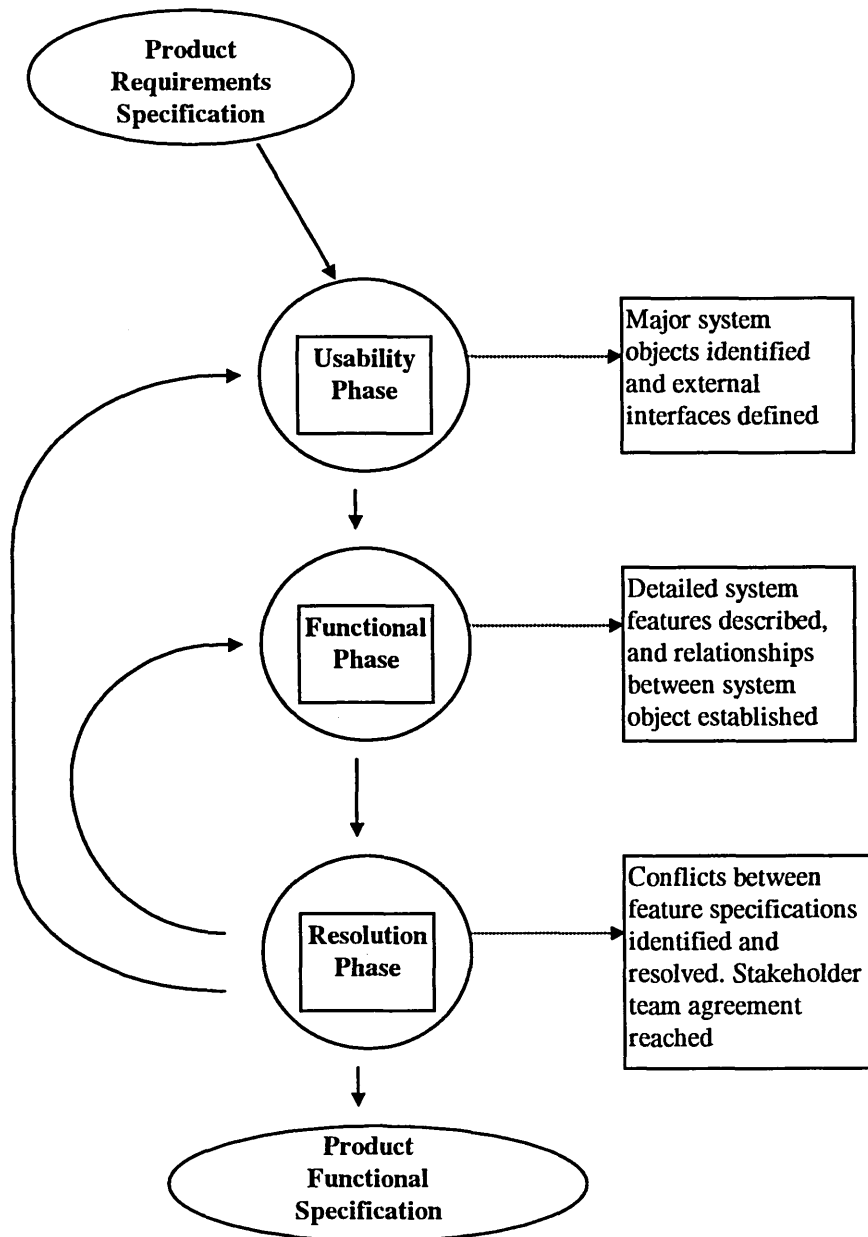 Product
Requirements
Specification
Usability
Phase
Major system
objects identified
and external
interfaces defined
Functional
Phase
Detailed system
features described,
and relationships
between system
object established
Resolution
Phase
Conflicts between
feature specifications
identified and
resolved. Stakeholder
team agreement
reached
Product
Functional
Specification